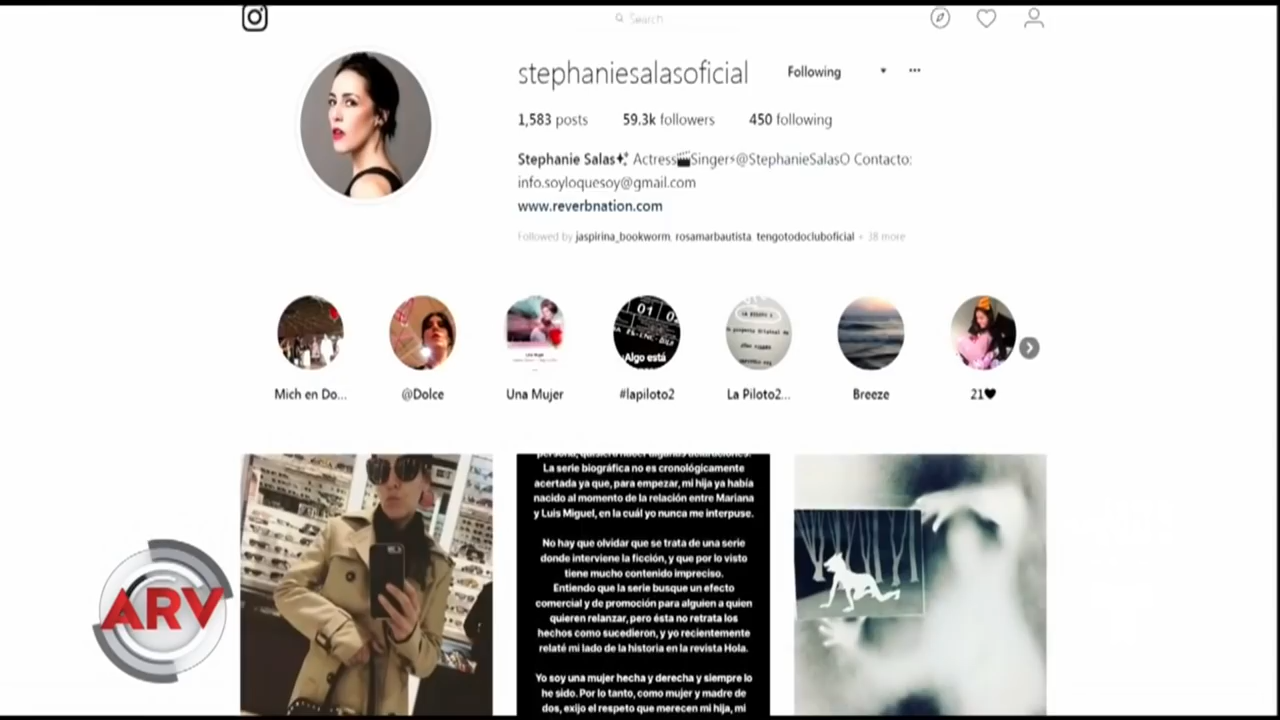 Search
stephaniesalasoficial
Following
1,583 posts 59.3k followers 450 following
Stephanie Salas Actress Singer @StephanieSalasO Contacto:
info.soyloquesoy@gmail.com
www.reverbnation.com
Followed by jaspirina_bookworm, rosamarbautista, tengotodocluboficial + 38 more
01
¡Algo está
Mich en Do...
@Dolce
Una Mujer
#lapiloto2
La Piloto2...
Breeze
21
persona, quisiera hacer algunas aclaraciones.
La serie biográfica no es cronológicamente
acertada ya que, para empezar, mi hija ya había
nacido al momento de la relación entre Mariana
y Luis Miguel, en la cuál yo nunca me interpuse.
No hay que olvidar que se trata de una serie
donde interviene la ficción, y que por lo visto
tiene mucho contenido impreciso.
Entiendo que la serie busque un efecto
comercial y de promoción para alguien a quien
quieren relanzar, pero ésta no retrata los
hechos como sucedieron, y yo recientemente
relaté mi lado de la historia en la revista Hola.
Yo soy una mujer hecha y derecha y siempre lo
he sido. Por lo tanto, como mujer y madre de
dos, exijo el respeto que merecen mi hija, mi
ARV